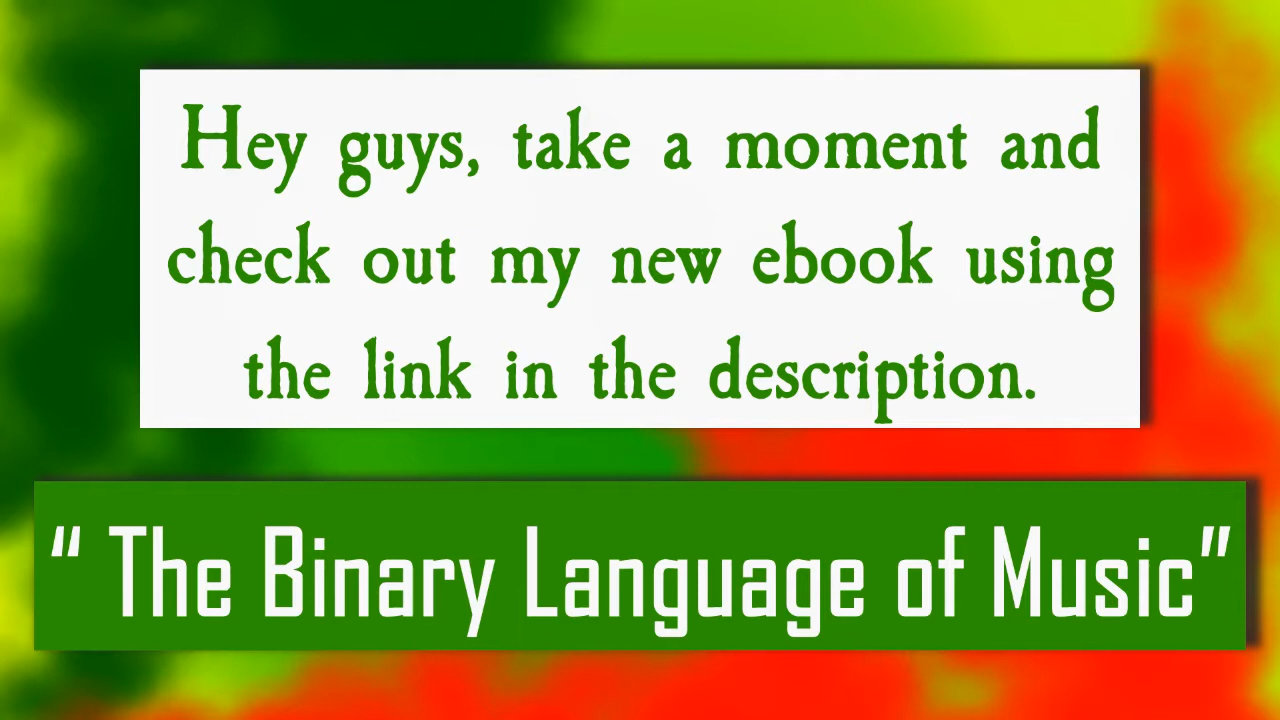 Hey guys, take a moment and
check out my new ebook using
the link in the description.
“ The Binary Language of Music”